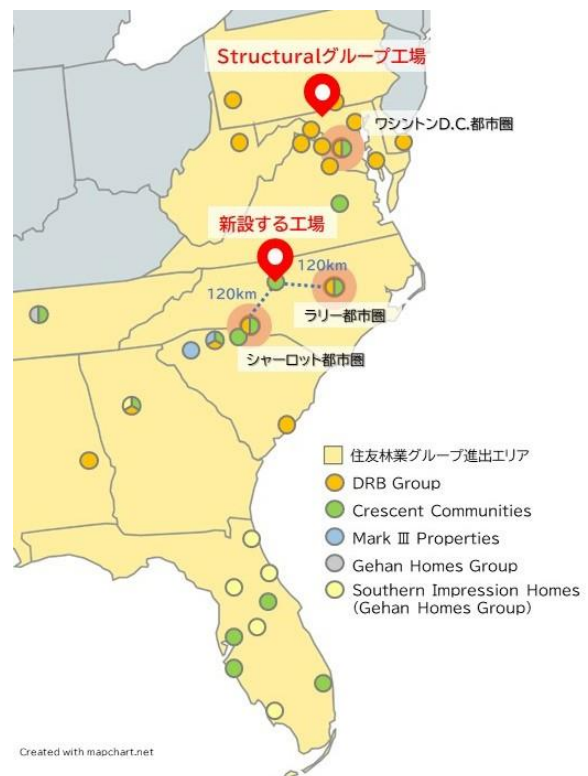 Structuralグループ工場
ワシントンD.C.都市圏
新設する工場
120km
120km
ラリー都市圏
シャーロット都市圏
住友林業グループ進出エリア
DRB Group
Crescent Communities
Mark Ⅲ Properties
Gehan Homes Group
Southern Impression Homes
(Gehan Homes Group)
Created with mapchart.net